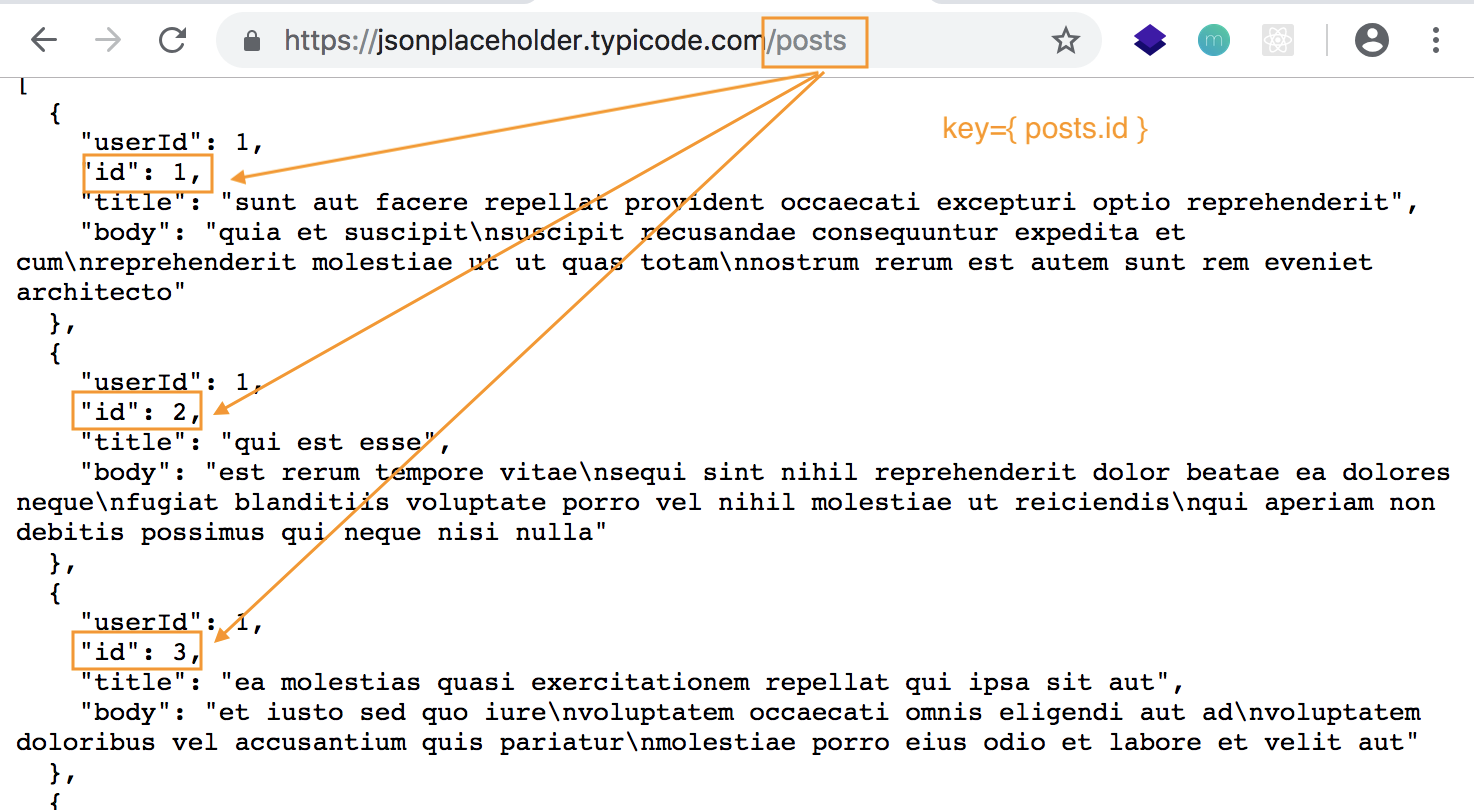 https://jsonplaceholder.typicode.com/posts
m
[
{
key={ posts.id }
"userId": 1,
"id": 1,
"title": "sunt aut facere repellat provident occaecati excepturi optio reprehenderit",
"body": "quia et suscipit\nsuscipit recusandae consequuntur expedita et
cum\nreprehenderit molestiae ut ut quas totam\nnostrum rerum est autem sunt rem eveniet
architecto"
},
{
"userId": 1,
"id": 2,
"title": "qui est esse",
"body": "est rerum tempore vitae\nsequi sint nihil reprehenderit dolor beatae ea dolores
neque\nfugiat blanditiis voluptate porro vel nihil molestiae ut reiciendis\nqui aperiam non
debitis possimus qui neque nisi nulla"
},
{
"userId": 1,
"id": 3,
"title": "ea molestias quasi exercitationem repellat qui ipsa sit aut",
"body": "et iusto sed quo iure\nvoluptatem occaecati omnis eligendi aut ad\nvoluptatem
doloribus vel accusantium quis pariatur\nmolestiae porro eius odio et labore et velit aut"
},
{